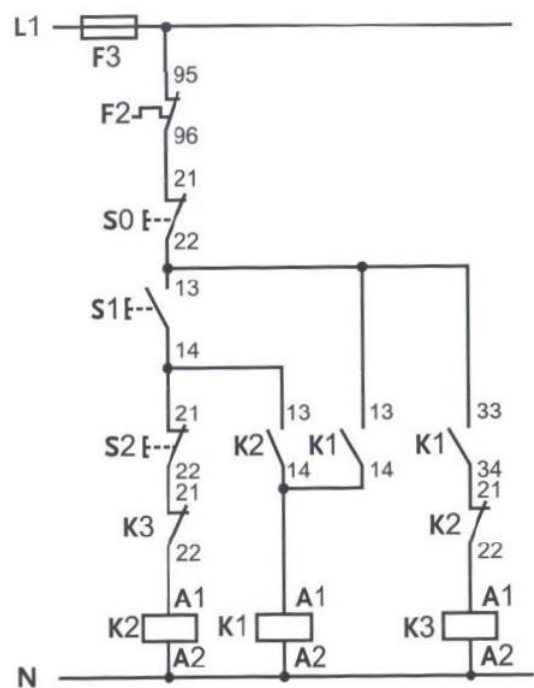 L1
F3
95
F2
96
21
S0
22
13
S1
14
21 13 13 33
S2 K2 K1 K1
22 14 14 34
21 21
K3 K2
22 22
A1 A1 A1
K2 K1 K3
A2 A2 A2
N